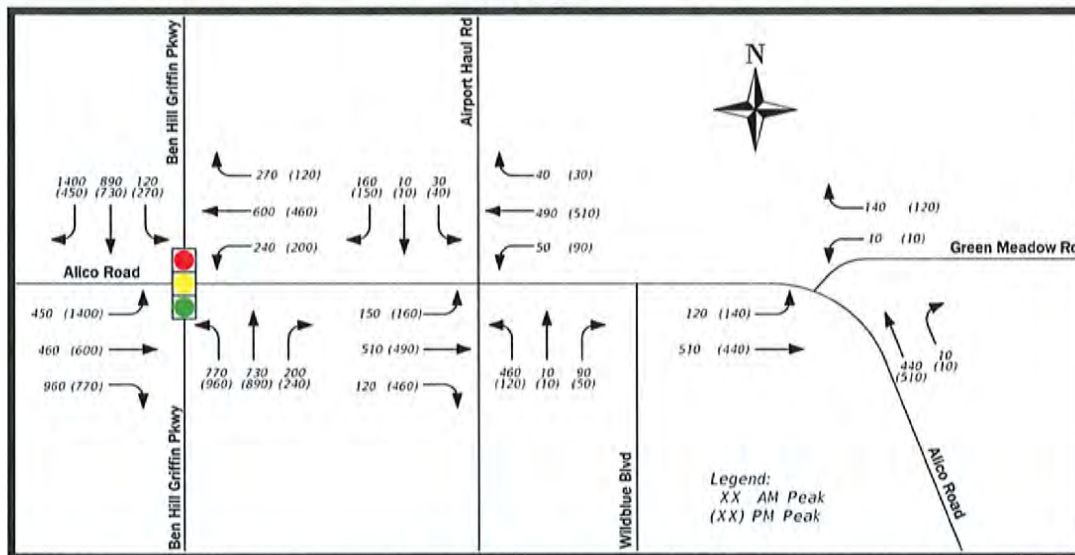 Ben Hill Griffin Pkwy
Airport Haul Rd
N
1400 890 120
(450) (730) (270)
270 (120)
600 (460)
240 (200)
160 10 30
(150) (10) (40)
40 (30)
490 (510)
50 (90)
140 (120)
10 (10)
Green Meadow Rd
Alico Road
450 (1400)
460 (600)
960 (770)
270 730 200
(960) (890) (240)
150 (160)
510 (490)
120 (460)
460 10 90
(120) (10) (50)
120 (140)
510 (440)
440
(510)
10
(10)
Ben Hill Griffin Pkwy
Wildblue Blvd
Alico Road
Legend:
XX AM Peak
(XX) PM Peak